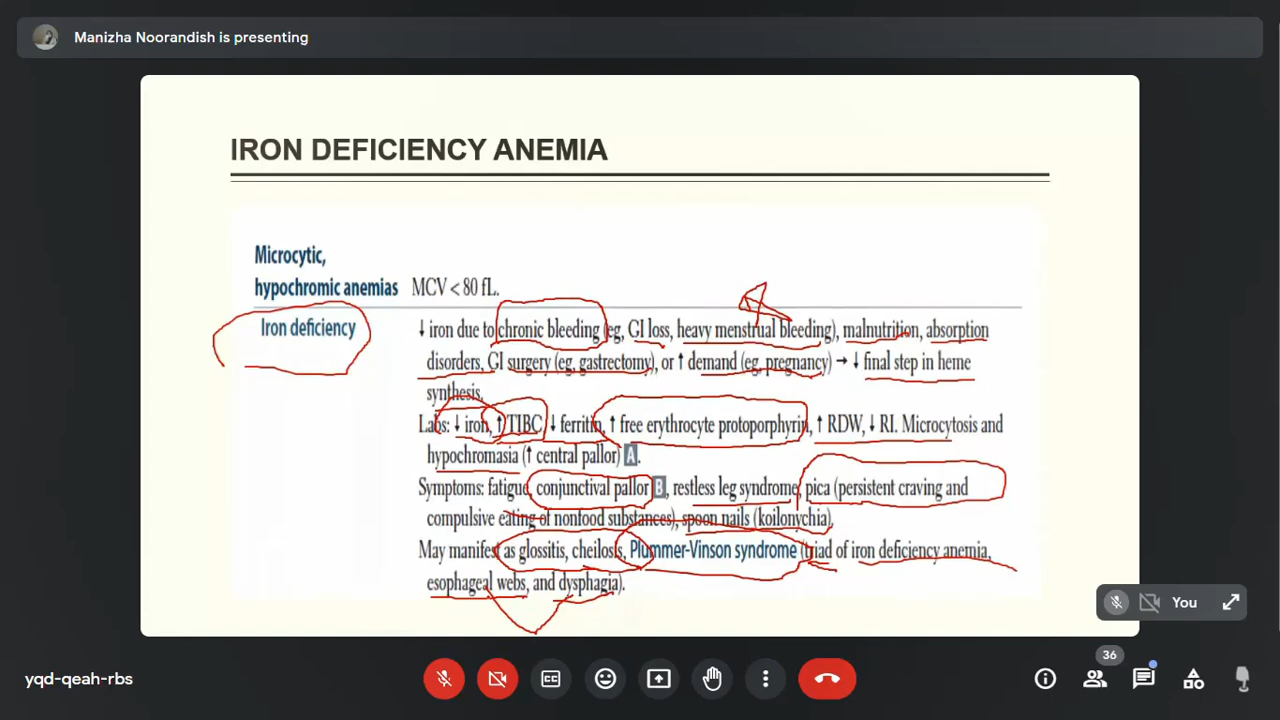 Manizha Noorandish is presenting
IRON DEFICIENCY ANEMIA
Microcytic,
hypochromic anemias MCV < 80 fL.
Iron deficiency ↓ iron due to chronic bleeding (eg, GI loss, heavy menstrual bleeding), malnutrition, absorption
disorders, GI surgery (eg, gastrectomy), or ↑ demand (eg, pregnancy) → ↓ final step in heme
synthesis.
Labs: ↓ iron, ↑ TIBC, ↓ ferritin, ↑ free erythrocyte protoporphyrin, ↑ RDW, ↓ RI. Microcytosis and
hypochromasia (↑ central pallor) A.
Symptoms: fatigue, conjunctival pallor B, restless leg syndrome, pica (persistent craving and
compulsive eating of nonfood substances), spoon nails (koilonychia).
May manifest as glossitis, cheilosis, Plummer-Vinson syndrome (triad of iron deficiency anemia,
esophageal webs, and dysphagia).
You
36
yqd-qeah-rbs
CC